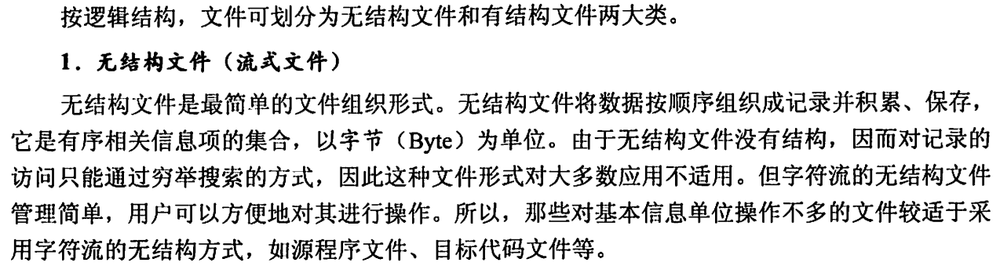 按逻辑结构，文件可划分为无结构文件和有结构文件两大类。
1．无结构文件（流式文件）
无结构文件是最简单的文件组织形式。无结构文件将数据按顺序组织成记录并积累、保存，
它是有序相关信息项的集合，以字节（Byte）为单位。由于无结构文件没有结构，因而对记录的
访问只能通过穷举搜索的方式，因此这种文件形式对大多数应用不适用。但字符流的无结构文件
管理简单，用户可以方便地对其进行操作。所以，那些对基本信息单位操作不多的文件较适于采
用字符流的无结构方式，如源程序文件、目标代码文件等。